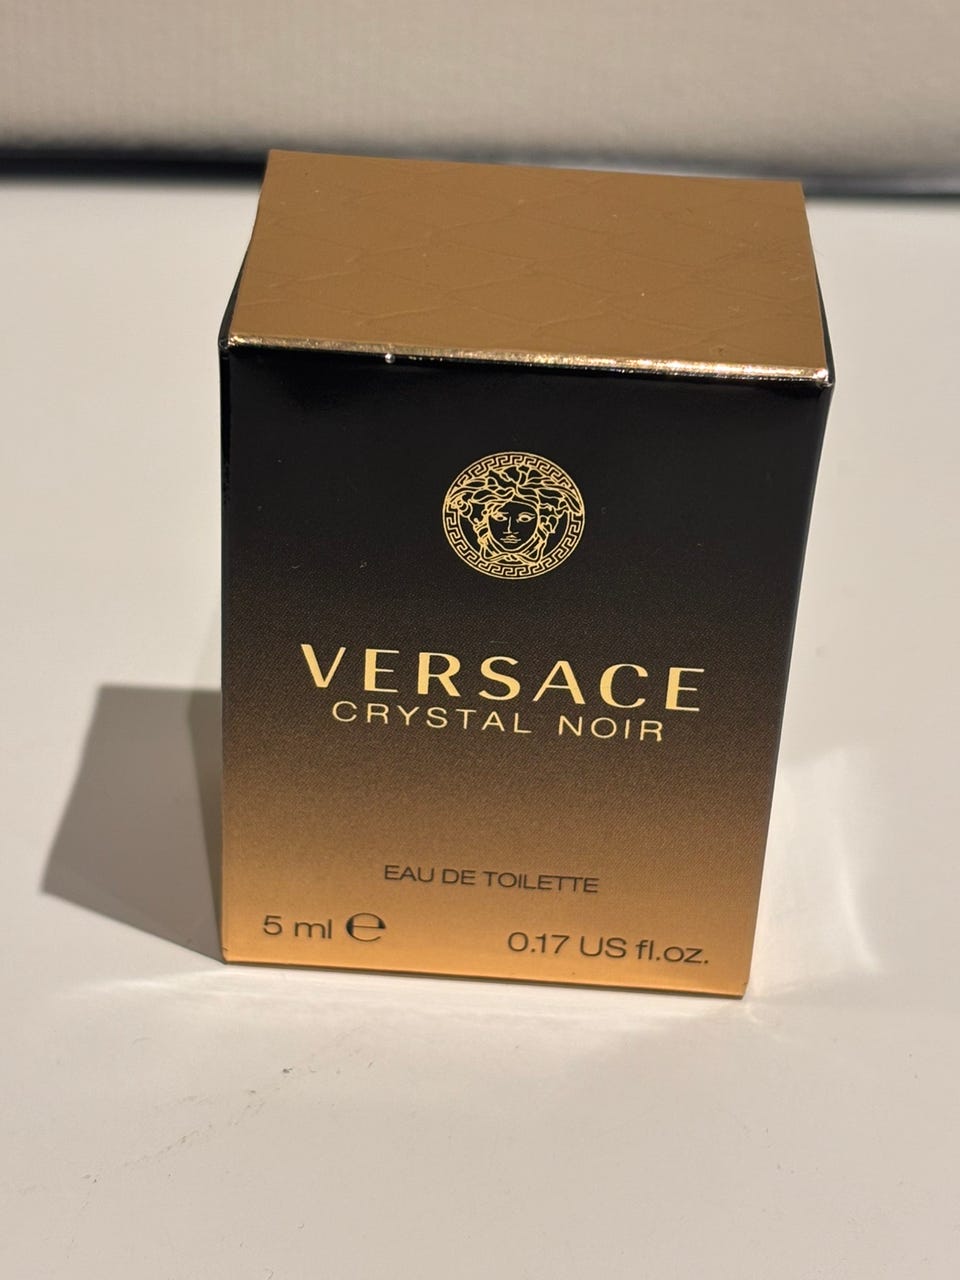 VERSACE
CRYSTAL NOIR
EAU DE TOILETTE
5 ml ℮
0.17 US fl.oz.